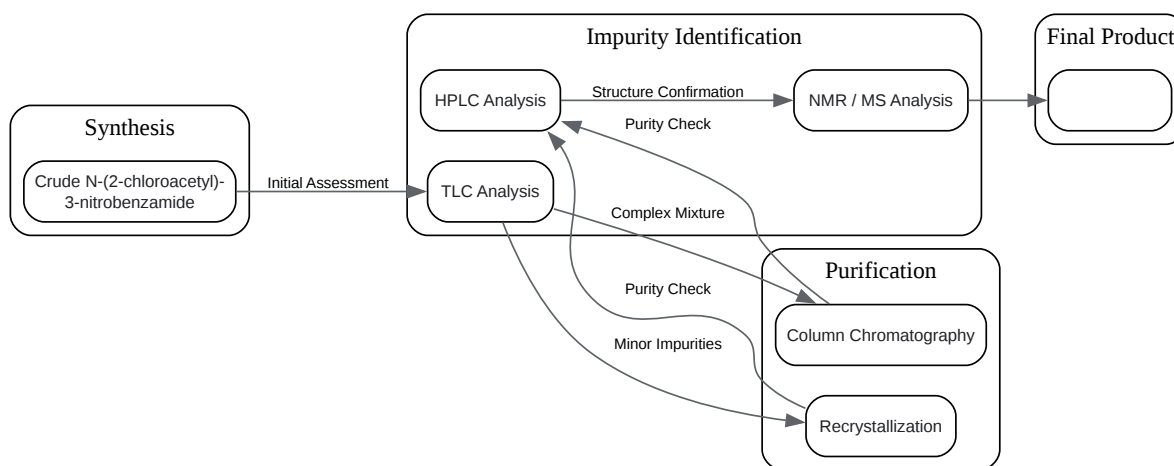 Impurity Identification
Final Product
HPLC Analysis
Structure Confirmation
NMR / MS Analysis
Synthesis
Purity Check
Crude N-(2-chloroacetyl)-
3-nitrobenzamide
Initial Assessment
TLC Analysis
Complex Mixture
Purification
Purity Check
Column Chromatography
Minor Impurities
Recrystallization